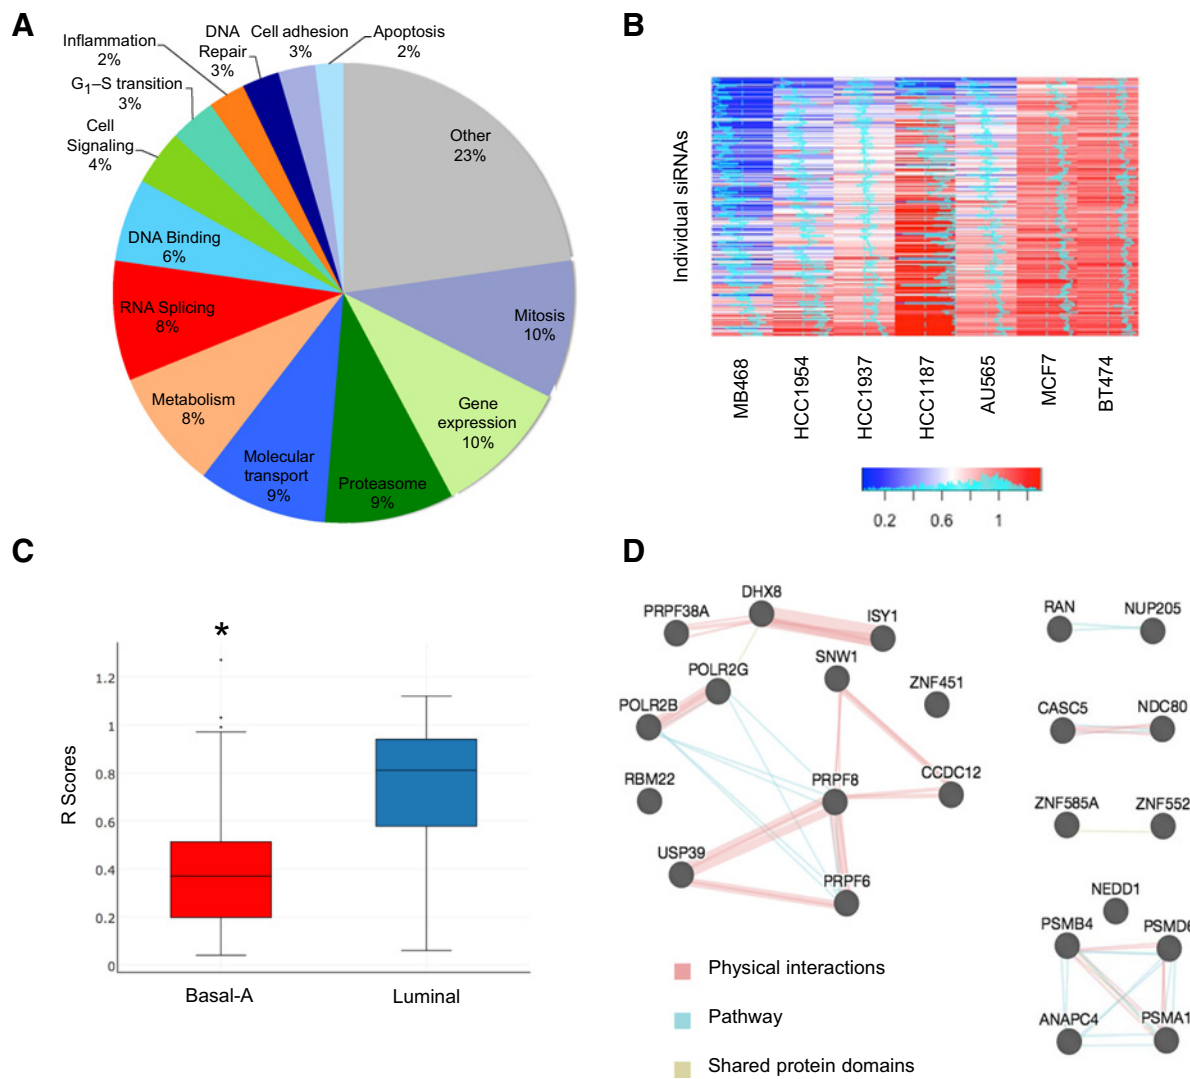 A
Inflammation
2%
DNA
Repair
3%
Cell adhesion
3%
Apoptosis
2%
G1–S transition
3%
Cell
Signaling
4%
Other
23%
DNA Binding
6%
RNA Splicing
8%
Mitosis
10%
Metabolism
8%
Gene
expression
10%
Molecular
transport
9%
Proteasome
9%
B
Individual siRNAs
MB468
HCC1954
HCC1937
HCC1187
AU565
MCF7
BT474
0.2 0.6 1
C
*
R Scores
1.2
1
0.8
0.6
0.4
0.2
0
Basal-A Luminal
D
DHX8
PRPF38A
ISY1
SNW1
POLR2G
ZNF451
POLR2B
RBM22
PRPF8
CCDC12
USP39
PRPF6
RAN NUP205
CASC5 NDC80
ZNF585A ZNF552
NEDD1
PSMB4 PSMD6
ANAPC4 PSMA1
Physical interactions
Pathway
Shared protein domains